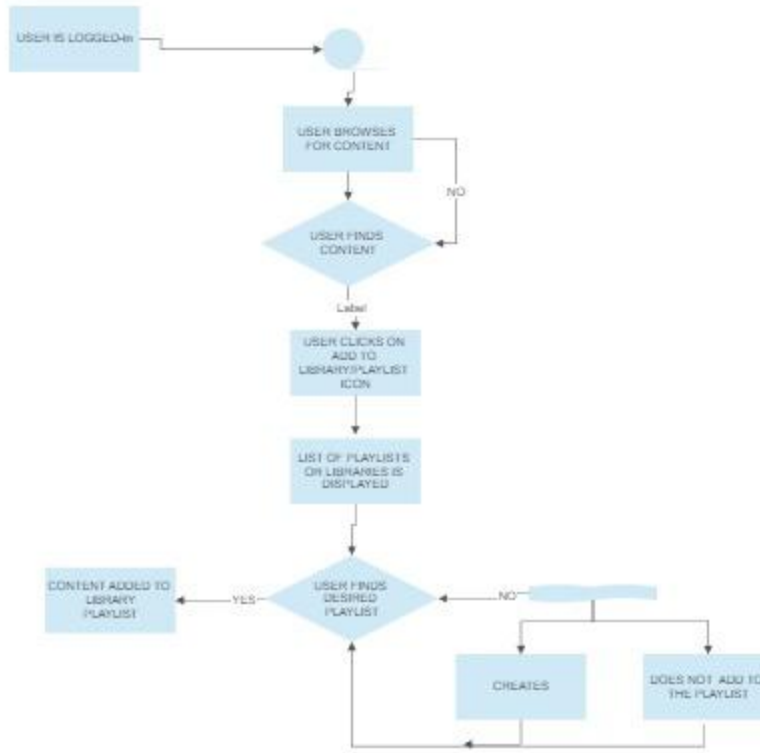 USER IS LOGGED-In
USER BROWSES
FOR CONTENT
NO
USER FINDS
CONTENT
Label
USER CLICKS ON
ADD TO
LIBRARY/PLAYLIST
ICON
LIST OF PLAYLISTS
OR LIBRARIES IS
DISPLAYED
CONTENT ADDED TO
LIBRARY
PLAYLIST
YES
USER FINDS
DESIRED
PLAYLIST
NO
CREATES
DOES NOT ADD TO
THE PLAYLIST